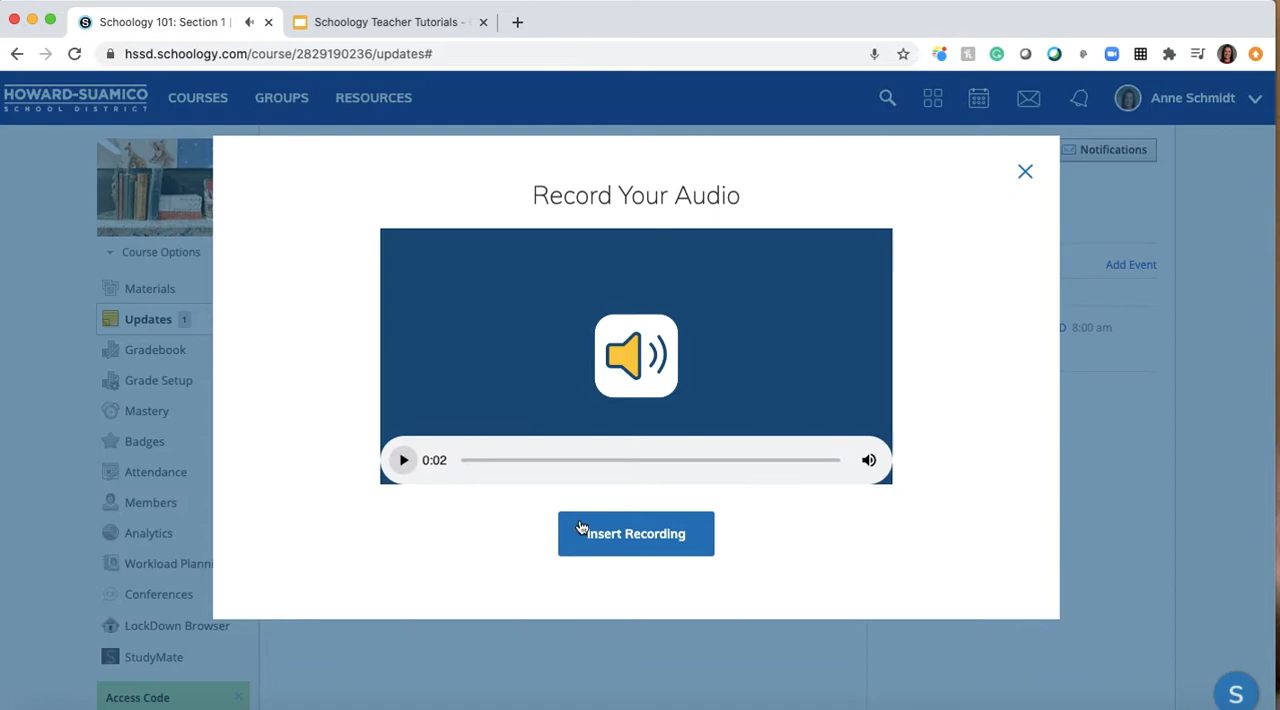 Schoology 101: Section 1 |
Schoology Teacher Tutorials -
hssd.schoology.com/course/2829190236/updates#
HOWARD-SUAMICO
SCHOOL DISTRICT
COURSES
GROUPS
RESOURCES
Anne Schmidt
Notifications
Record Your Audio
Course Options
Add Event
Materials
Updates 1
8:00 am
Gradebook
Grade Setup
Mastery
Badges
0:02
Attendance
Members
Insert Recording
Analytics
Workload Planni
Conferences
LockDown Browser
StudyMate
Access Code
S